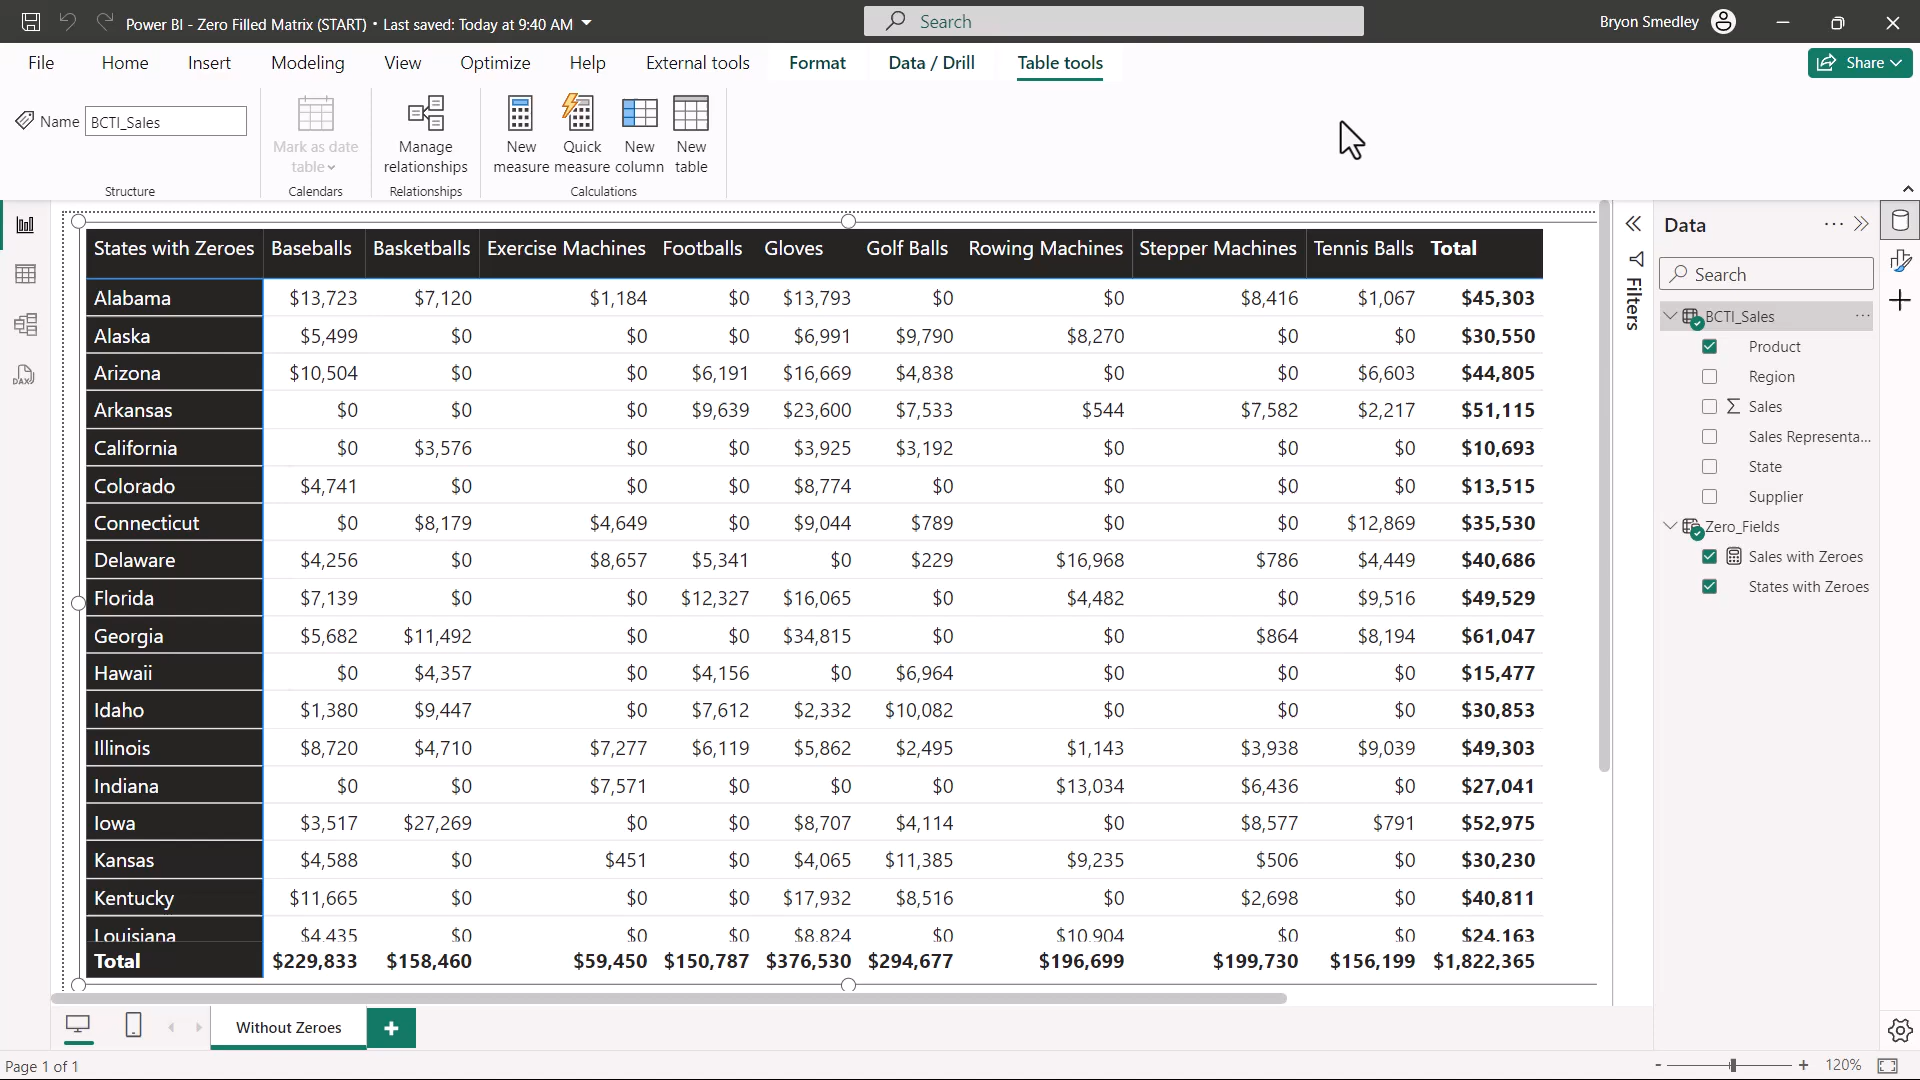 Power BI - Zero Filled Matrix (START) • Last saved: Today at 9:40 AM
Search
Bryon Smedley
File Home Insert Modeling View Optimize Help External tools Format Data / Drill Table tools
Share
Name BCTI_Sales
Mark as date table
Manage relationships
New measure
Quick measure
New column
New table
Structure Calendars Relationships Calculations
States with Zeroes Baseballs Basketballs Exercise Machines Footballs Gloves Golf Balls Rowing Machines Stepper Machines Tennis Balls Total
Alabama $13,723 $7,120 $1,184 $0 $13,793 $0 $0 $8,416 $1,067 $45,303
Alaska $5,499 $0 $0 $0 $6,991 $9,790 $8,270 $0 $0 $30,550
Arizona $10,504 $0 $0 $6,191 $16,669 $4,838 $0 $0 $6,603 $44,805
Arkansas $0 $0 $0 $9,639 $23,600 $7,533 $544 $7,582 $2,217 $51,115
California $0 $3,576 $0 $0 $3,925 $3,192 $0 $0 $0 $10,693
Colorado $4,741 $0 $0 $0 $8,774 $0 $0 $0 $0 $13,515
Connecticut $0 $8,179 $4,649 $0 $9,044 $789 $0 $0 $12,869 $35,530
Delaware $4,256 $0 $8,657 $5,341 $0 $229 $16,968 $786 $4,449 $40,686
Florida $7,139 $0 $0 $12,327 $16,065 $0 $4,482 $0 $9,516 $49,529
Georgia $5,682 $11,492 $0 $0 $34,815 $0 $0 $864 $8,194 $61,047
Hawaii $0 $4,357 $0 $4,156 $0 $6,964 $0 $0 $0 $15,477
Idaho $1,380 $9,447 $0 $7,612 $2,332 $10,082 $0 $0 $0 $30,853
Illinois $8,720 $4,710 $7,277 $6,119 $5,862 $2,495 $1,143 $3,938 $9,039 $49,303
Indiana $0 $0 $7,571 $0 $0 $0 $13,034 $6,436 $0 $27,041
Iowa $3,517 $27,269 $0 $0 $8,707 $4,114 $0 $8,577 $791 $52,975
Kansas $4,588 $0 $451 $0 $4,065 $11,385 $9,235 $506 $0 $30,230
Kentucky $11,665 $0 $0 $0 $17,932 $8,516 $0 $2,698 $0 $40,811
Louisiana $4,435 $0 $0 $0 $8,824 $0 $10,904 $0 $0 $24,163
Total $229,833 $158,460 $59,450 $150,787 $376,530 $294,677 $196,699 $199,730 $156,199 $1,822,365
Filters
Data
Search
BCTI_Sales
Product
Region
Sales
Sales Representa...
State
Supplier
Zero_Fields
Sales with Zeroes
States with Zeroes
DAX
Without Zeroes
Page 1 of 1
- + 120%